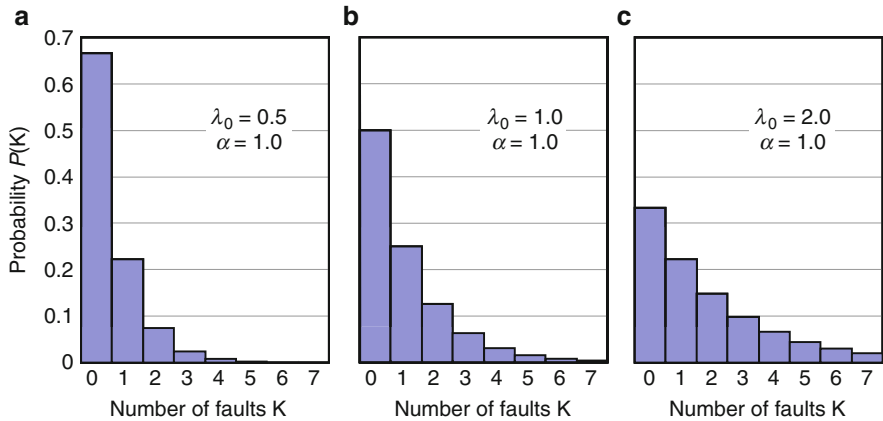 a
b
c
Probability P(K)
0.7
0.6
0.5
0.4
0.3
0.2
0.1
0
λ0 = 0.5
α = 1.0
λ0 = 1.0
α = 1.0
λ0 = 2.0
α = 1.0
0 1 2 3 4 5 6 7
0 1 2 3 4 5 6 7
0 1 2 3 4 5 6 7
Number of faults K
Number of faults K
Number of faults K